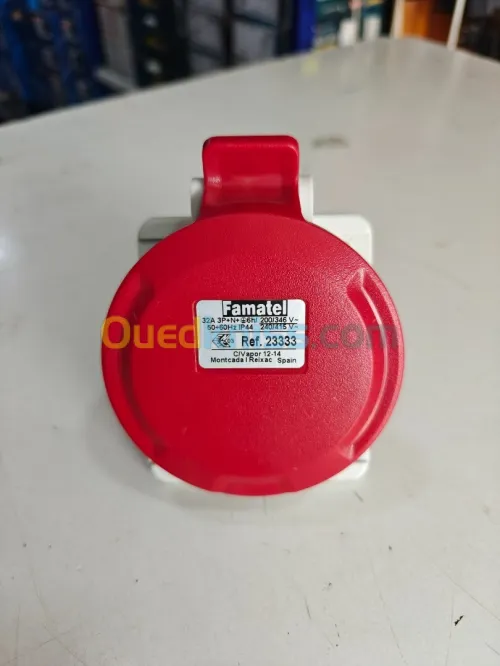 Famatel
32A 3P+N+⏚6h/ 200/346 V~
50-60Hz IP44 240/415 V~
Ref. 23333
C/Vapor 12-14
Montcada I Reixac Spain